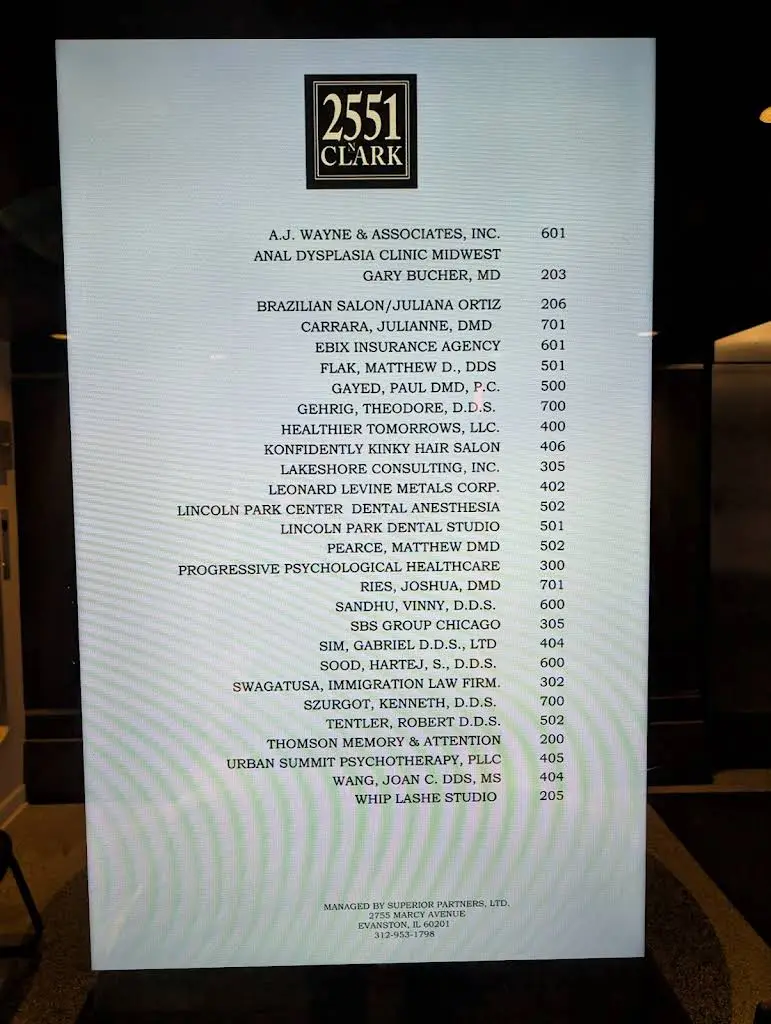 2551
N
CLARK
A.J. WAYNE & ASSOCIATES, INC. 601
ANAL DYSPLASIA CLINIC MIDWEST
GARY BUCHER, MD 203
BRAZILIAN SALON/JULIANA ORTIZ 206
CARRARA, JULIANNE, DMD 701
EBIX INSURANCE AGENCY 601
FLAK, MATTHEW D., DDS 501
GAYED, PAUL DMD, P.C. 500
GEHRIG, THEODORE, D.D.S. 700
HEALTHIER TOMORROWS, LLC. 400
KONFIDENTLY KINKY HAIR SALON 406
LAKESHORE CONSULTING, INC. 305
LEONARD LEVINE METALS CORP. 402
LINCOLN PARK CENTER DENTAL ANESTHESIA 502
LINCOLN PARK DENTAL STUDIO 501
PEARCE, MATTHEW DMD 502
PROGRESSIVE PSYCHOLOGICAL HEALTHCARE 300
RIES, JOSHUA, DMD 701
SANDHU, VINNY, D.D.S. 600
SBS GROUP CHICAGO 305
SIM, GABRIEL D.D.S., LTD 404
SOOD, HARTEJ, S., D.D.S. 600
SWAGATUSA, IMMIGRATION LAW FIRM. 302
SZURGOT, KENNETH, D.D.S. 700
TENTLER, ROBERT D.D.S. 502
THOMSON MEMORY & ATTENTION 200
URBAN SUMMIT PSYCHOTHERAPY, PLLC 405
WANG, JOAN C. DDS, MS 404
WHIP LASHE STUDIO 205
MANAGED BY SUPERIOR PARTNERS, LTD.
2755 MARCY AVENUE
EVANSTON, IL 60201
312-953-1798